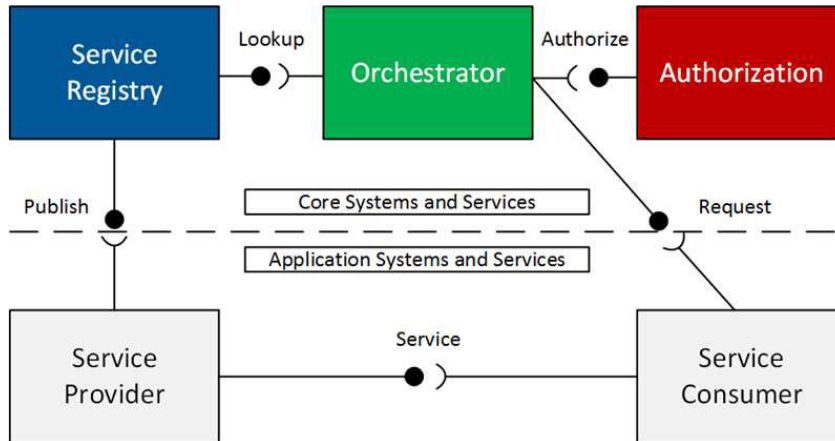 Service
Registry
Lookup
Orchestrator
Authorize
Authorization
Publish
Core Systems and Services
Request
Application Systems and Services
Service
Provider
Service
Service
Consumer